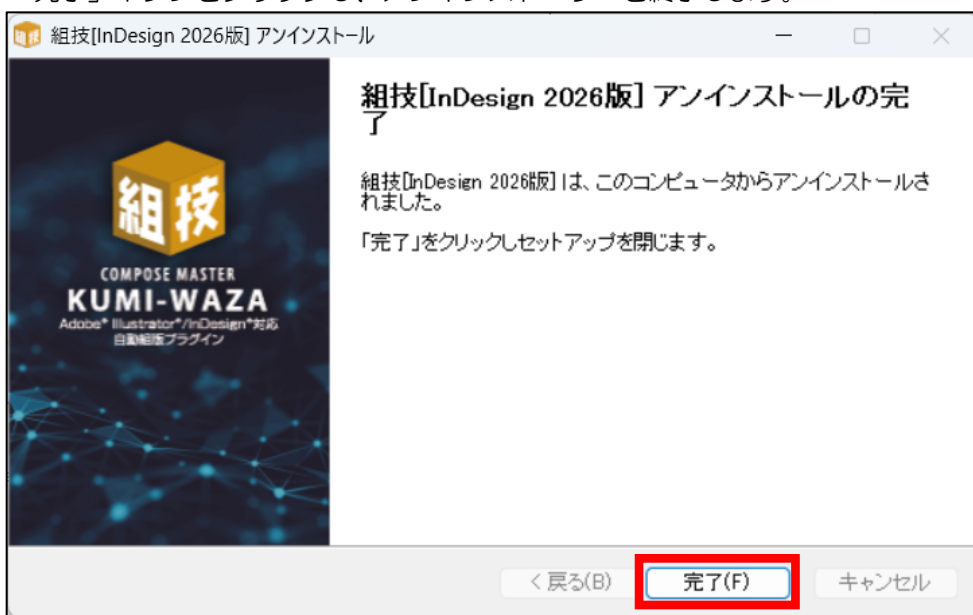 組技[InDesign 2026版] アンインストール
組技[InDesign 2026版] アンインストールの完
了
組技[InDesign 2026版] は、このコンピュータからアンインストールさ
れました。
「完了」をクリックしセットアップを閉じます。
組技
COMPOSE MASTER
KUMI-WAZA
Adobe* Illustrator*/InDesign*対応
自動組版プラグイン
< 戻る(B)
完了(F)
キャンセル